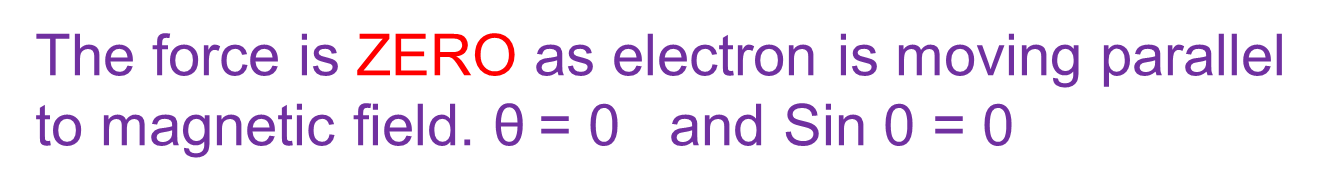 The force is ZERO as electron is moving parallel
to magnetic field. θ = 0 and Sin 0 = 0